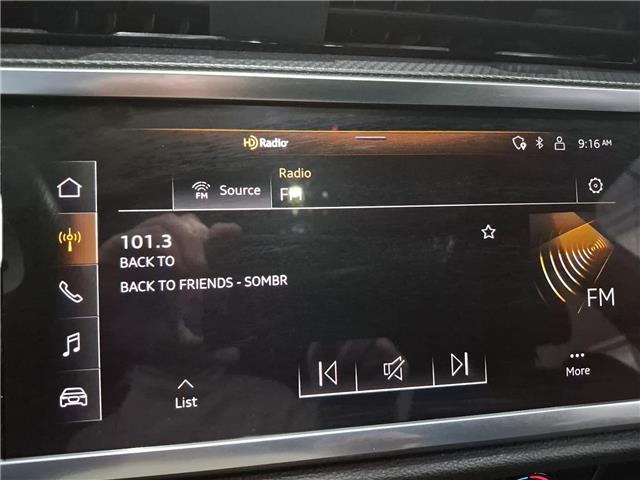 HD Radio
9:16 AM
Radio
FM Source
FM
101.3
BACK TO
BACK TO FRIENDS - SOMBR
FM
List
More